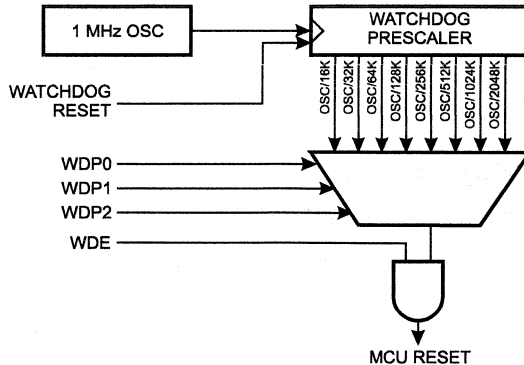 1 MHz OSC
WATCHDOG
PRESCALER
WATCHDOG
RESET
OSC/16K
OSC/32K
OSC/64K
OSC/128K
OSC/256K
OSC/512K
OSC/1024K
OSC/2048K
WDP0
WDP1
WDP2
WDE
MCU RESET